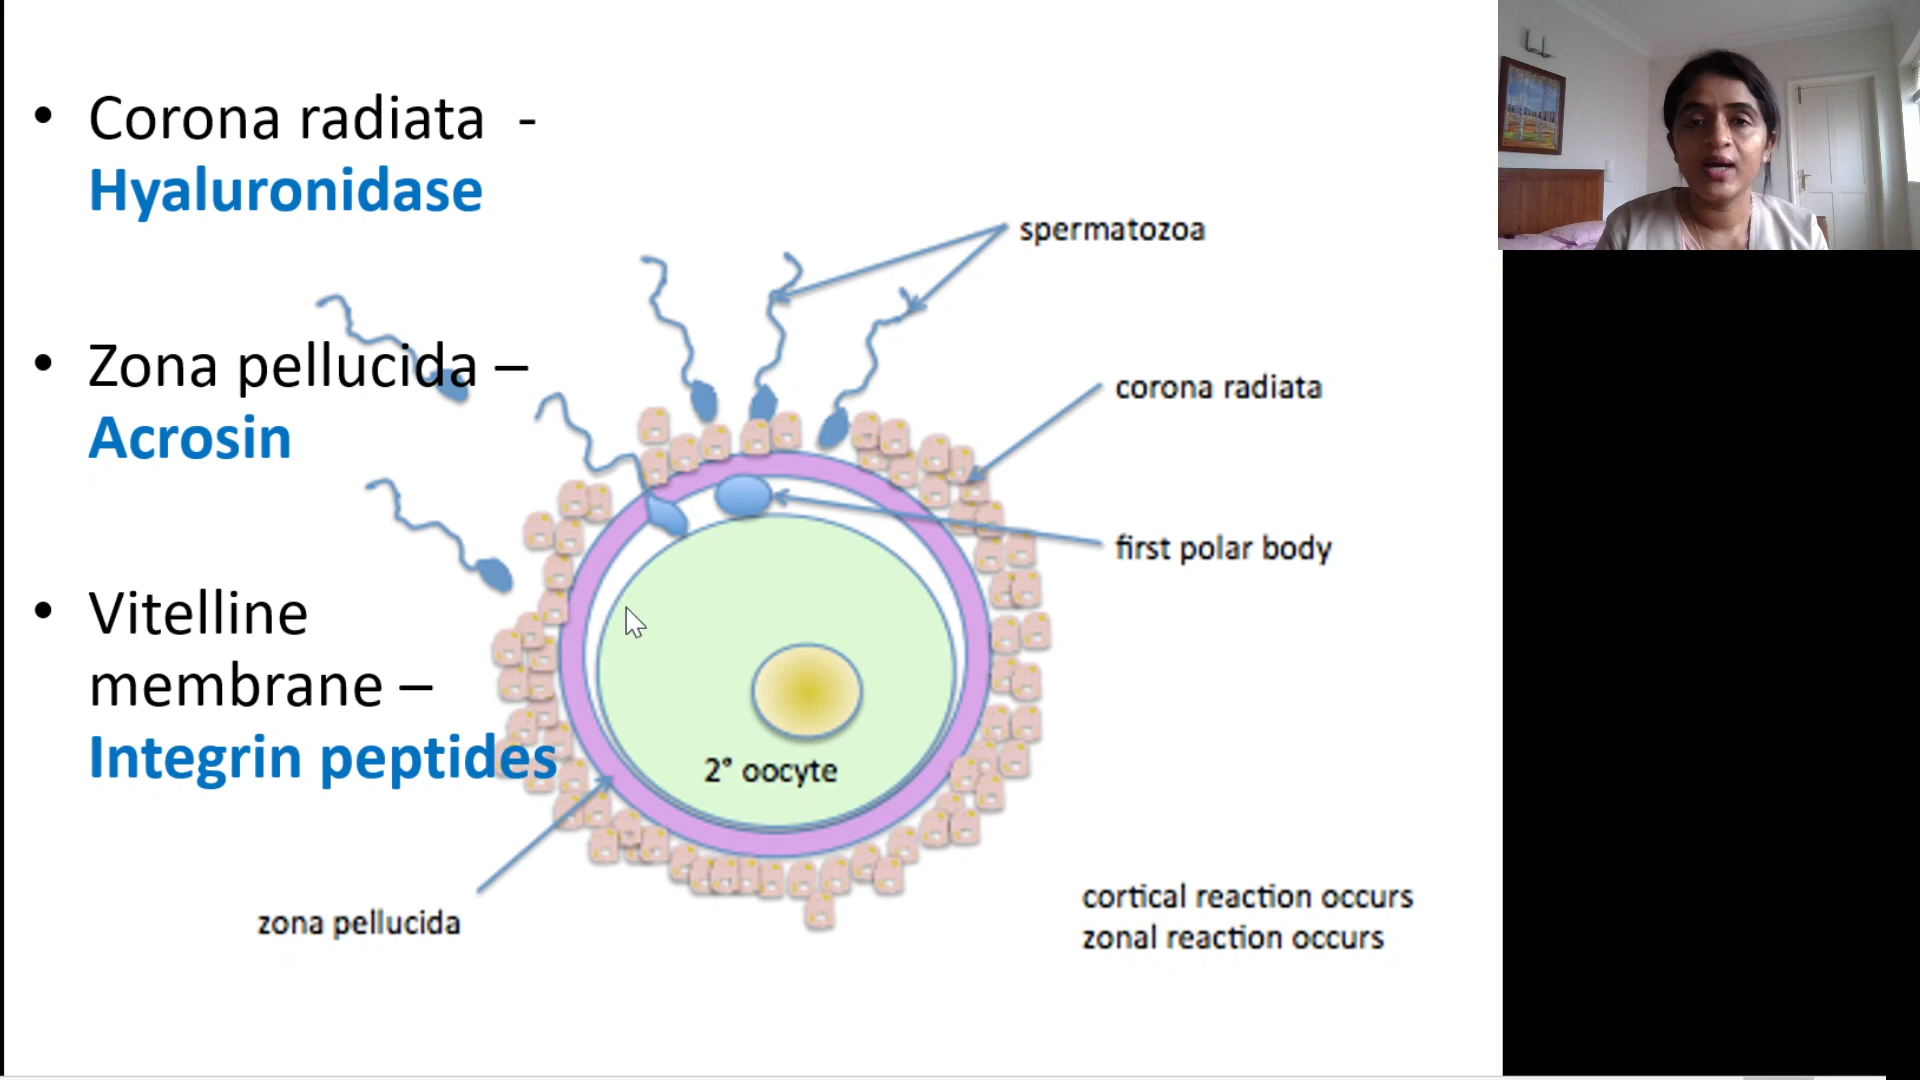 • Corona radiata -
Hyaluronidase
• Zona pellucida –
Acrosin
• Vitelline
membrane –
Integrin peptides
spermatozoa
corona radiata
first polar body
2° oocyte
zona pellucida
cortical reaction occurs
zonal reaction occurs